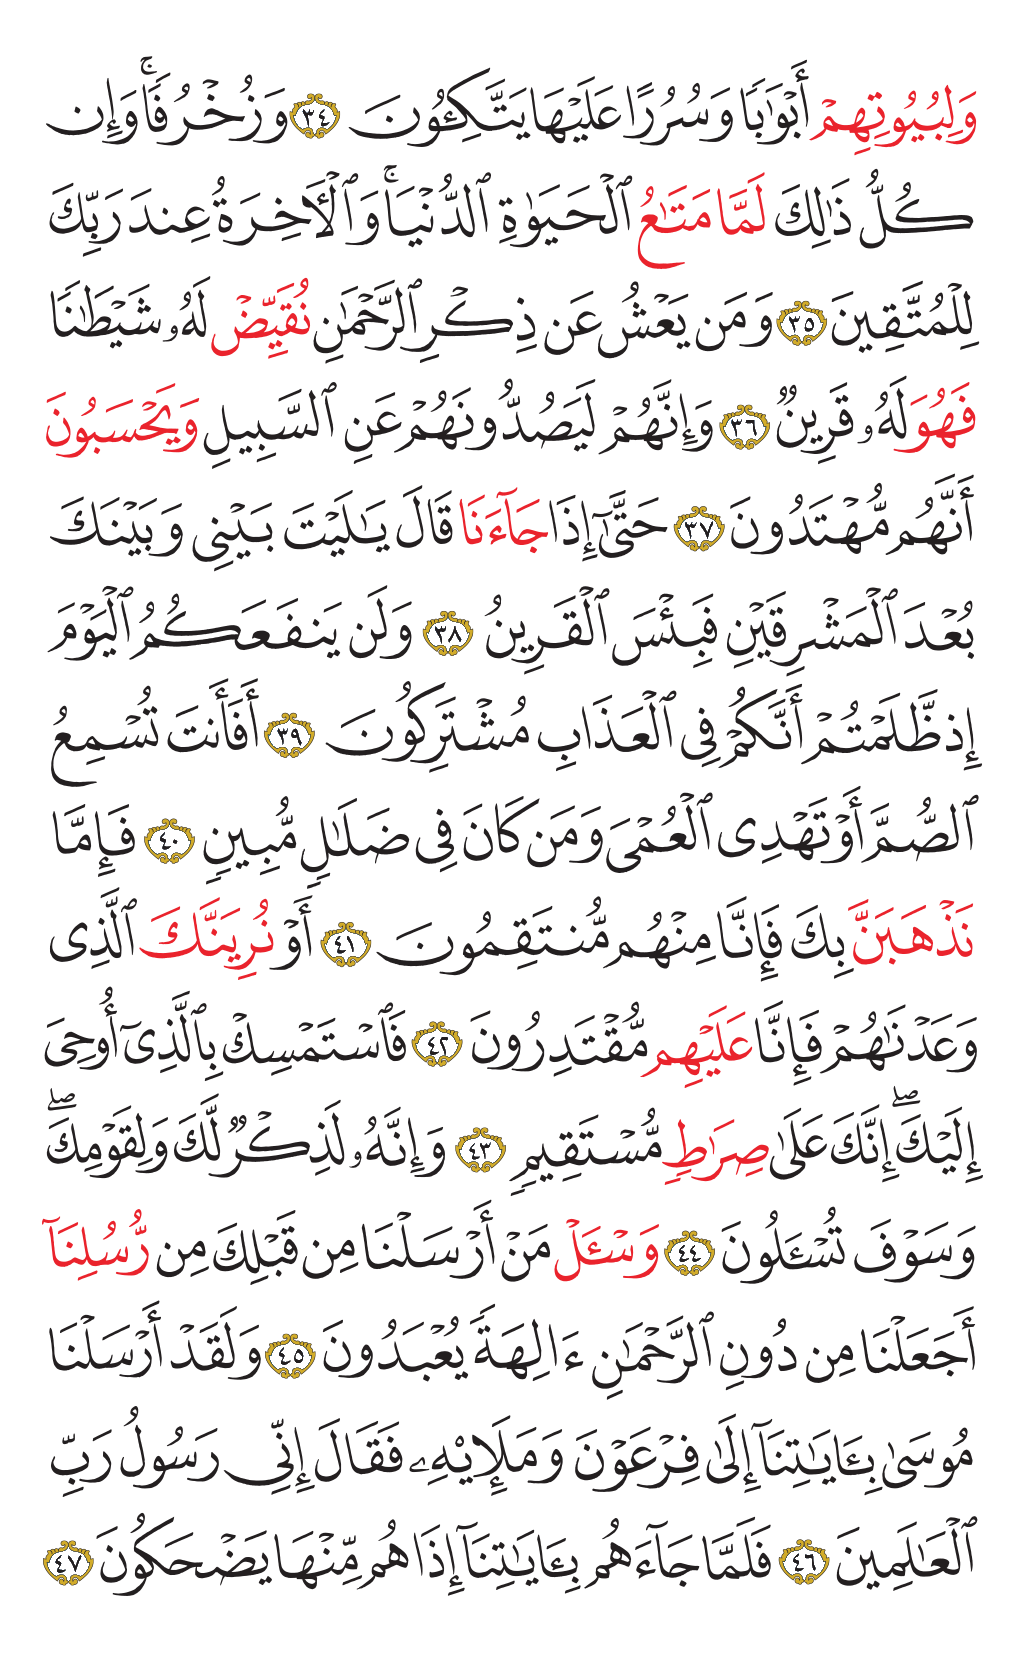 وَلِبُيُوتِهِمْ أَبْوَٰبًا وَسُرُرًا عَلَيْهَا يَتَّكِـُٔونَ ٣٤ وَزُخْرُفًاۚ وَإِن
كُلُّ ذَٰلِكَ لَمَّا مَتَٰعُ ٱلْحَيَوٰةِ ٱلدُّنْيَاۚ وَٱلْأَخِرَةُ عِندَ رَبِّكَ
لِلْمُتَّقِينَ ٣٥ وَمَن يَعْشُ عَن ذِكْرِ ٱلرَّحْمَٰنِ نُقَيِّضْ لَهُۥ شَيْطَٰنًا
فَهُوَ لَهُۥ قَرِينٌ ٣٦ وَإِنَّهُمْ لَيَصُدُّونَهُمْ عَنِ ٱلسَّبِيلِ وَيَحْسَبُونَ
أَنَّهُم مُّهْتَدُونَ ٣٧ حَتَّىٰٓ إِذَا جَآءَنَا قَالَ يَٰلَيْتَ بَيْنِى وَبَيْنَكَ
بُعْدَ ٱلْمَشْرِقَيْنِ فَبِئْسَ ٱلْقَرِينُ ٣٨ وَلَن يَنفَعَكُمُ ٱلْيَوْمَ
إِذ ظَّلَمْتُمْ أَنَّكُمْ فِى ٱلْعَذَابِ مُشْتَرِكُونَ ٣٩ أَفَأَنتَ تُسْمِعُ
ٱلصُّمَّ أَوْ تَهْدِى ٱلْعُمْىَ وَمَن كَانَ فِى ضَلَٰلٍ مُّبِينٍ ٤٠ فَإِمَّا
نَذْهَبَنَّ بِكَ فَإِنَّا مِنْهُم مُّنتَقِمُونَ ٤١ أَوْ نُرِيَنَّكَ ٱلَّذِى
وَعَدْنَٰهُمْ فَإِنَّا عَلَيْهِم مُّقْتَدِرُونَ ٤٢ فَٱسْتَمْسِكْ بِٱلَّذِىٓ أُوحِىَ
إِلَيْكَۖ إِنَّكَ عَلَىٰ صِرَٰطٍ مُّسْتَقِيمٍ ٤٣ وَإِنَّهُۥ لَذِكْرٌ لَّكَ وَلِقَوْمِكَۖ
وَسَوْفَ تُسْـَٔلُونَ ٤٤ وَسْـَٔلْ مَنْ أَرْسَلْنَا مِن قَبْلِكَ مِن رُّسُلِنَآ
أَجَعَلْنَا مِن دُونِ ٱلرَّحْمَٰنِ ءَالِهَةً يُعْبَدُونَ ٤٥ وَلَقَدْ أَرْسَلْنَا
مُوسَىٰ بِـَٔايَٰتِنَآ إِلَىٰ فِرْعَوْنَ وَمَلَإِيْهِۦ فَقَالَ إِنِّى رَسُولُ رَبِّ
ٱلْعَٰلَمِينَ ٤٦ فَلَمَّا جَآءَهُم بِـَٔايَٰتِنَآ إِذَا هُم مِّنْهَا يَضْحَكُونَ ٤٧